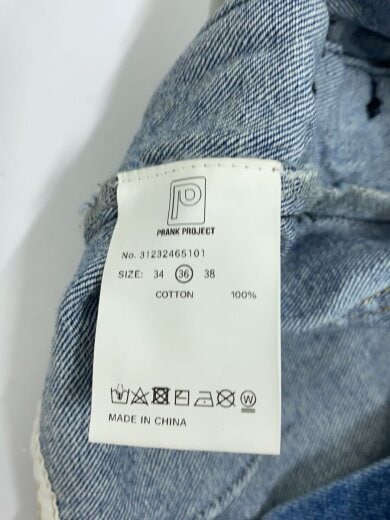 P
PRANK PROJECT
No. 31232465101
SIZE: 34 36 38
COTTON 100%
W
MADE IN CHINA